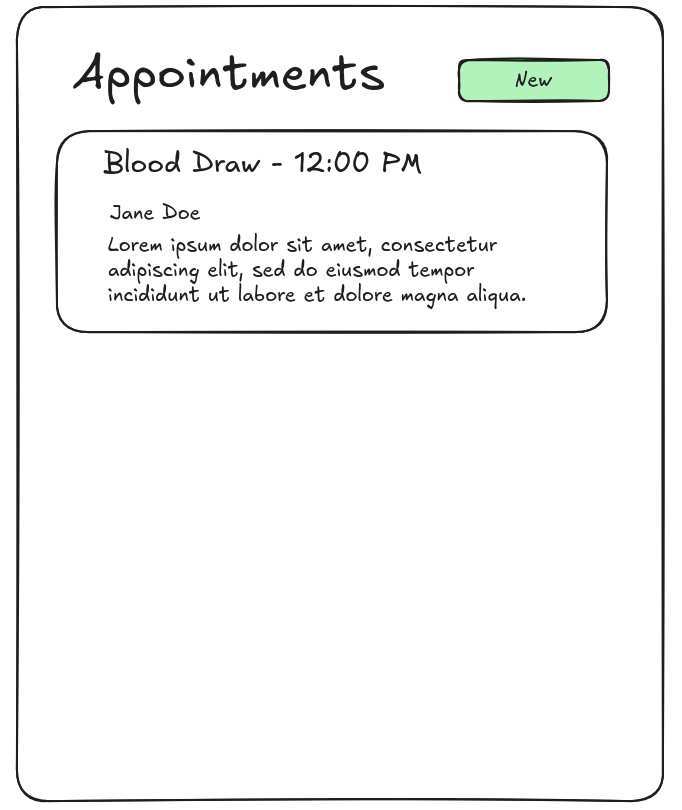 Appointments
New
Blood Draw - 12:00 PM
Jane Doe
Lorem ipsum dolor sit amet, consectetur
adipiscing elit, sed do eiusmod tempor
incididunt ut labore et dolore magna aliqua.